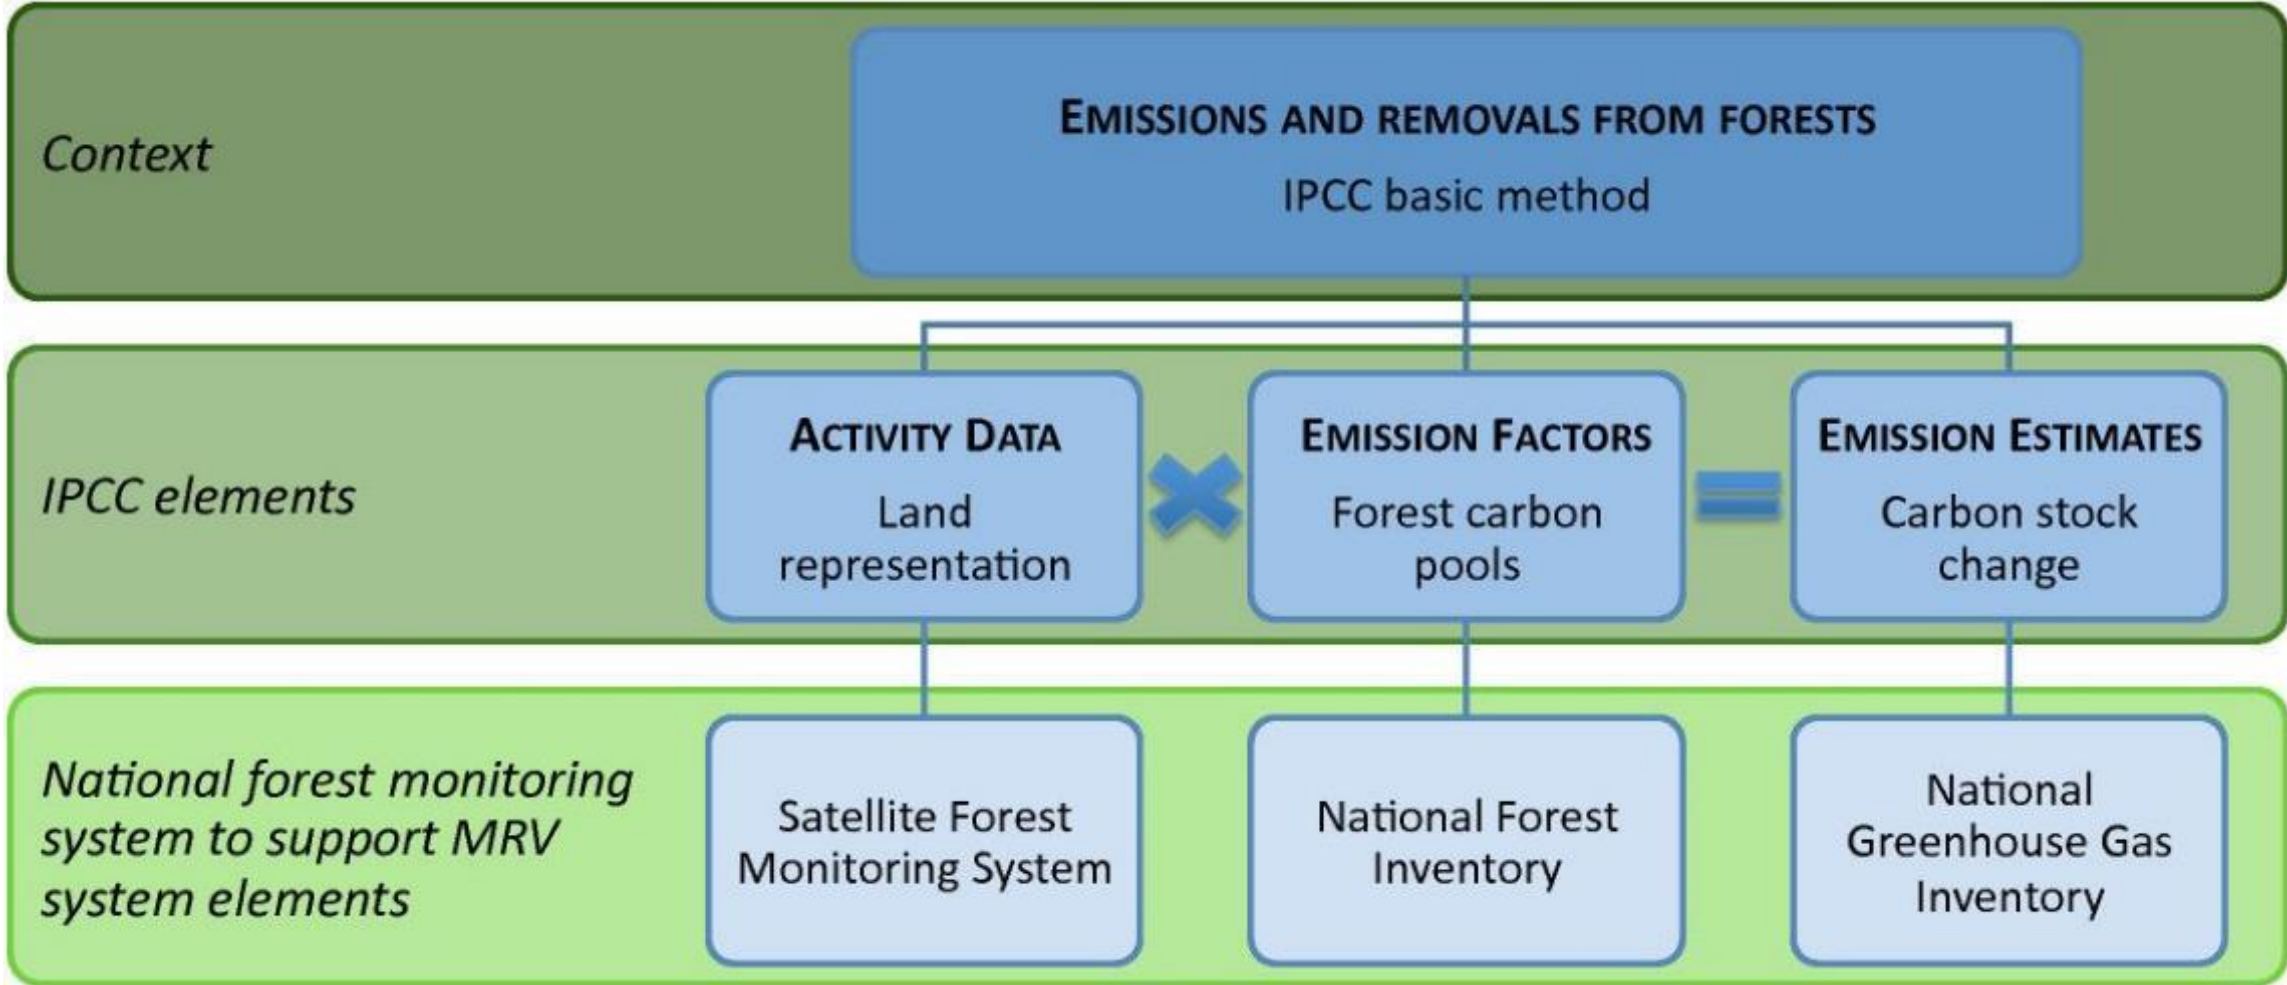 Context
EMISSIONS AND REMOVALS FROM FORESTS
IPCC basic method
IPCC elements
ACTIVITY DATA
Land
representation
EMISSION FACTORS
Forest carbon
pools
EMISSION ESTIMATES
Carbon stock
change
National forest monitoring
system to support MRV
system elements
Satellite Forest
Monitoring System
National Forest
Inventory
National
Greenhouse Gas
Inventory